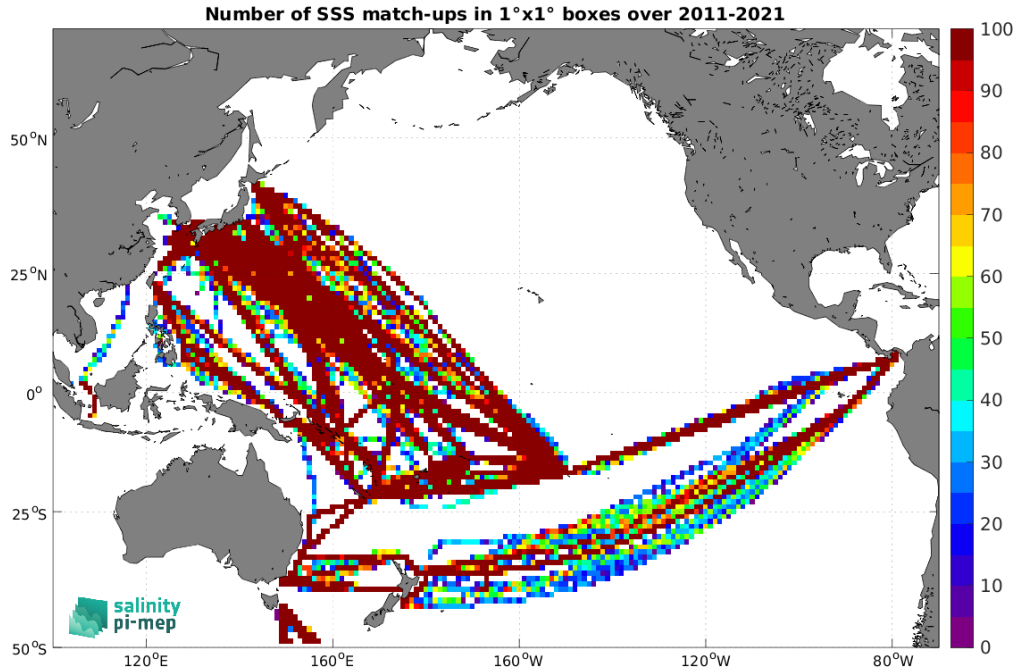 Number of SSS match-ups in 1°x1° boxes over 2011-2021
50°N
25°N
0°
25°S
50°S
120°E
160°E
160°W
120°W
80°W
100
90
80
70
60
50
40
30
20
10
0
salinity
pi-mep